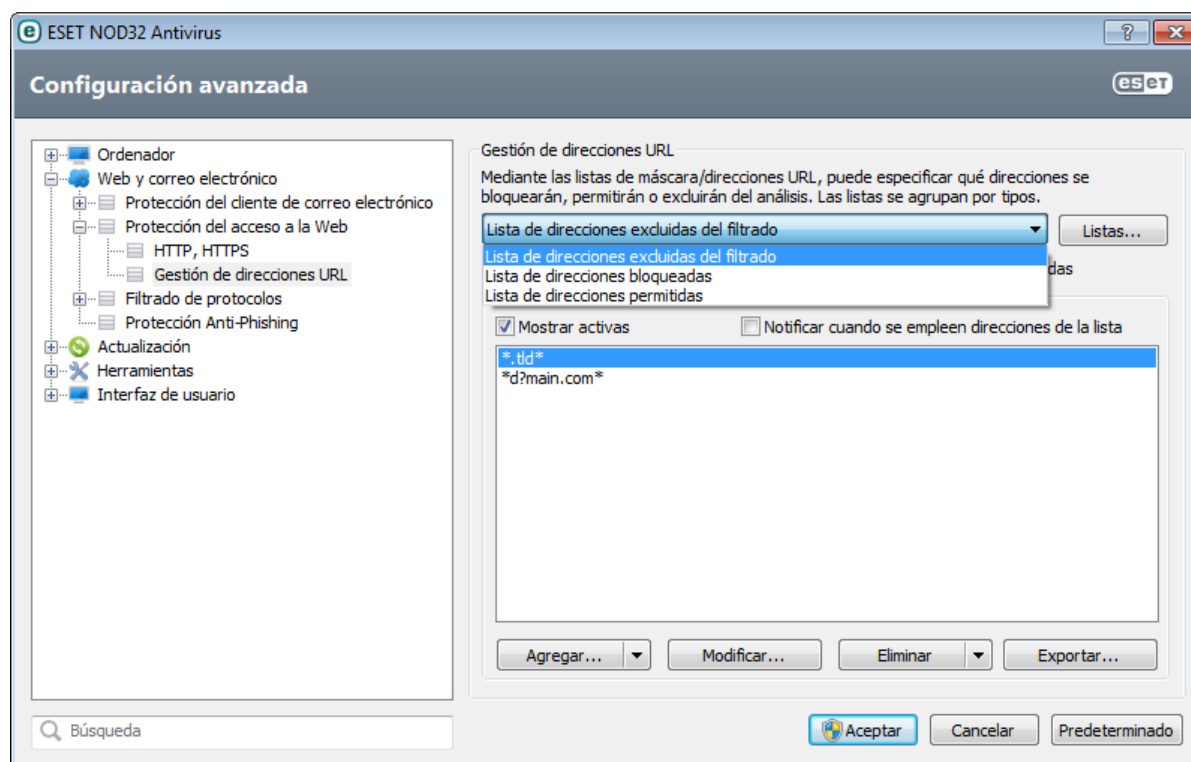 ESET NOD32 Antivirus
Configuración avanzada
eset
Ordenador
Web y correo electrónico
Protección del cliente de correo electrónico
Protección del acceso a la Web
HTTP, HTTPS
Gestión de direcciones URL
Filtrado de protocolos
Protección Anti-Phishing
Actualización
Herramientas
Interfaz de usuario
Búsqueda
Gestión de direcciones URL
Mediante las listas de máscara/direcciones URL, puede especificar qué direcciones se
bloquearán, permitirán o excluirán del análisis. Las listas se agrupan por tipos.
Lista de direcciones excluidas del filtrado
Listas...
Lista de direcciones excluidas del filtrado
Lista de direcciones bloqueadas
Lista de direcciones permitidas
das
Mostrar activas
Notificar cuando se empleen direcciones de la lista
*.tld*
*d?main.com*
Agregar...
Modificar...
Eliminar
Exportar...
Aceptar
Cancelar
Predeterminado